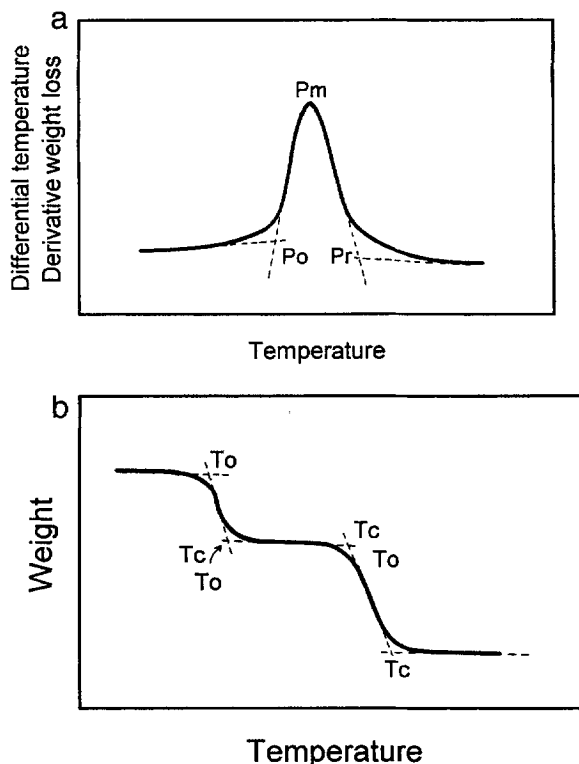 a
Differential temperature
Derivative weight loss
Pm
Po
Pr
Temperature
b
Weight
To
Tc
To
Tc
To
Tc
Temperature